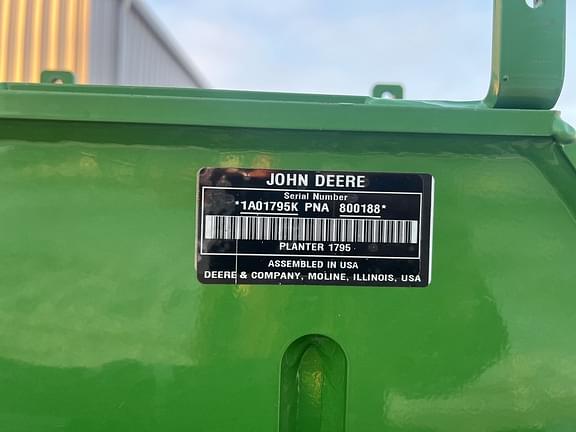 JOHN DEERE
Serial Number
*1A01795K PNA 800188*
PLANTER 1795
ASSEMBLED IN USA
DEERE & COMPANY, MOLINE, ILLINOIS, USA